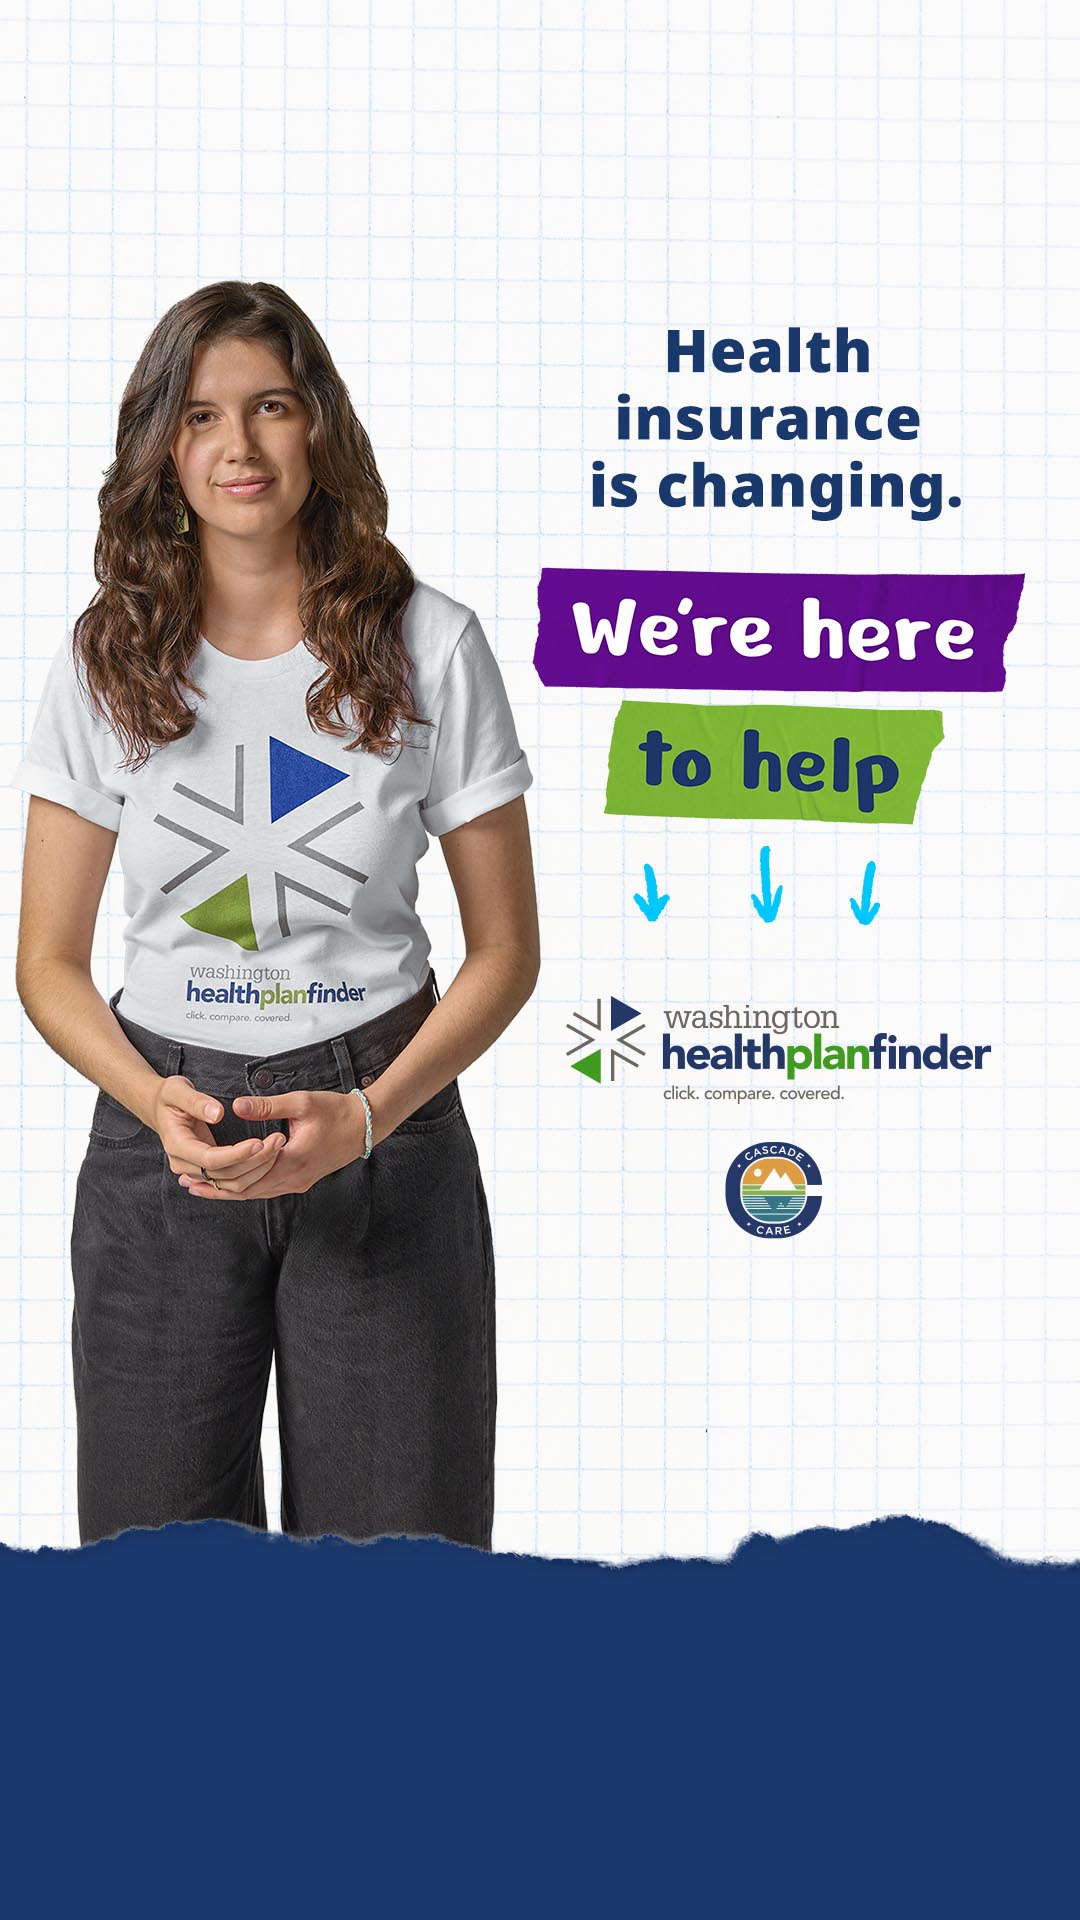 Health
insurance
is changing.
We're here
to help
washington
healthplanfinder
click. compare. covered.
washington
healthplanfinder
click. compare. covered.
CASCADE
CARE